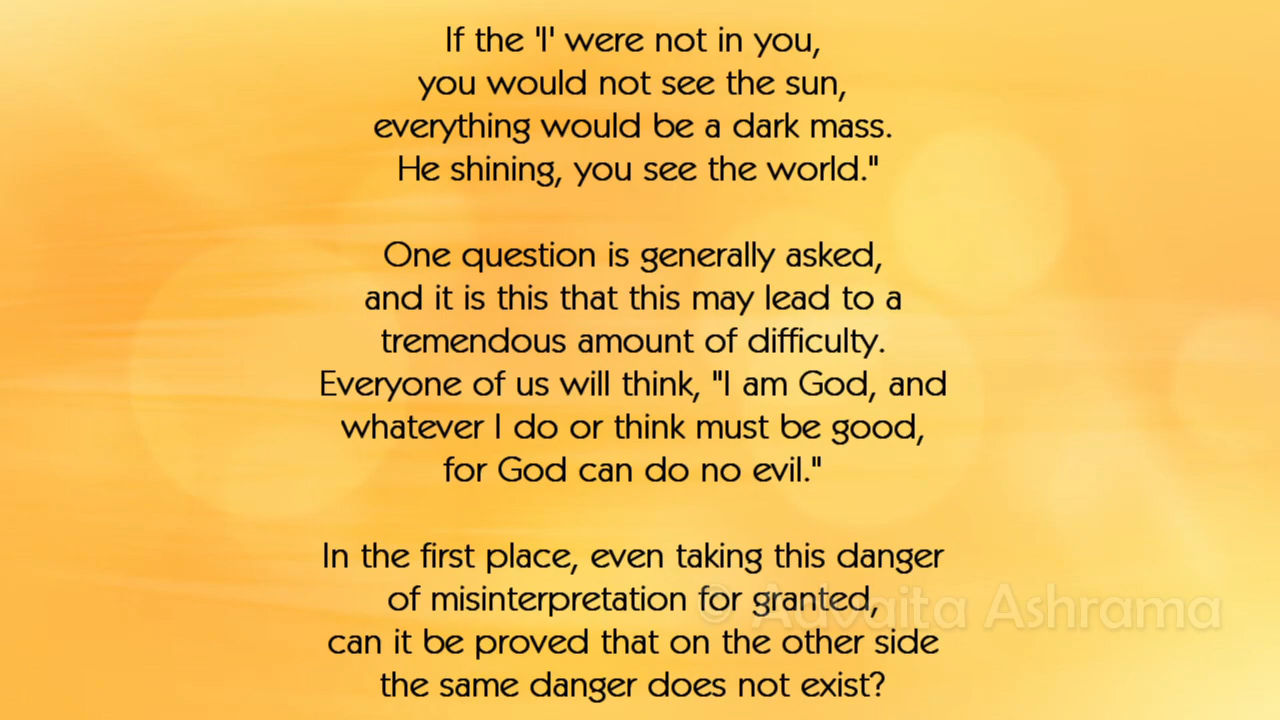 If the 'I' were not in you,
you would not see the sun,
everything would be a dark mass.
He shining, you see the world."
One question is generally asked,
and it is this that this may lead to a
tremendous amount of difficulty.
Everyone of us will think, "I am God, and
whatever I do or think must be good,
for God can do no evil."
In the first place, even taking this danger
of misinterpretation for granted,
© Advaita Ashrama
can it be proved that on the other side
the same danger does not exist?